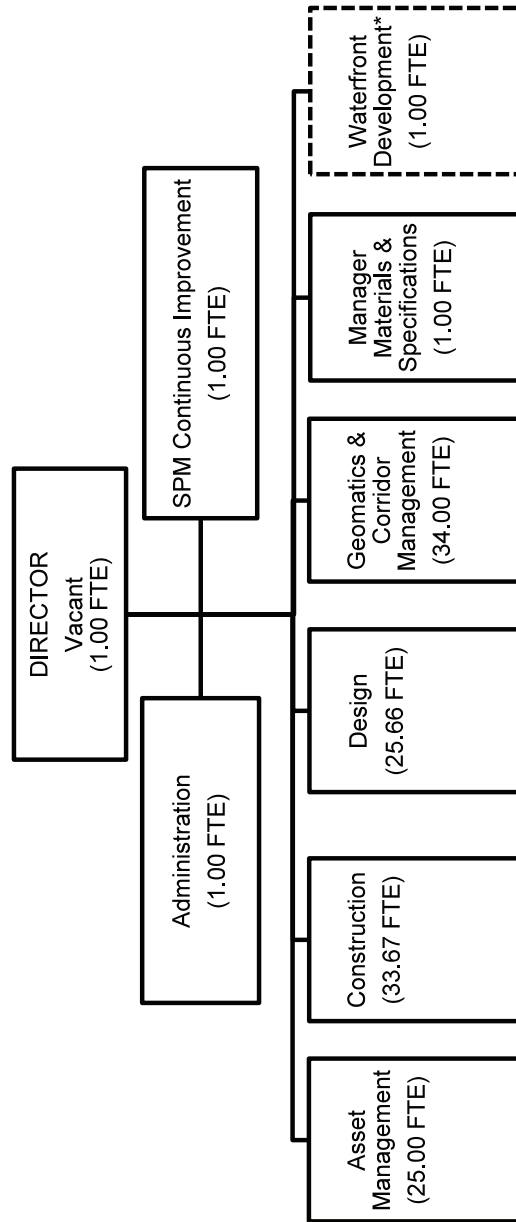 DIRECTOR
Vacant
(1.00 FTE)
Administration
(1.00 FTE)
SPM Continuous Improvement
(1.00 FTE)
Asset
Management
(25.00 FTE)
Construction
(33.67 FTE)
Design
(25.66 FTE)
Geomatics &
Corridor
Management
(34.00 FTE)
Manager
Materials &
Specifications
(1.00 FTE)
Waterfront
Development*
(1.00 FTE)